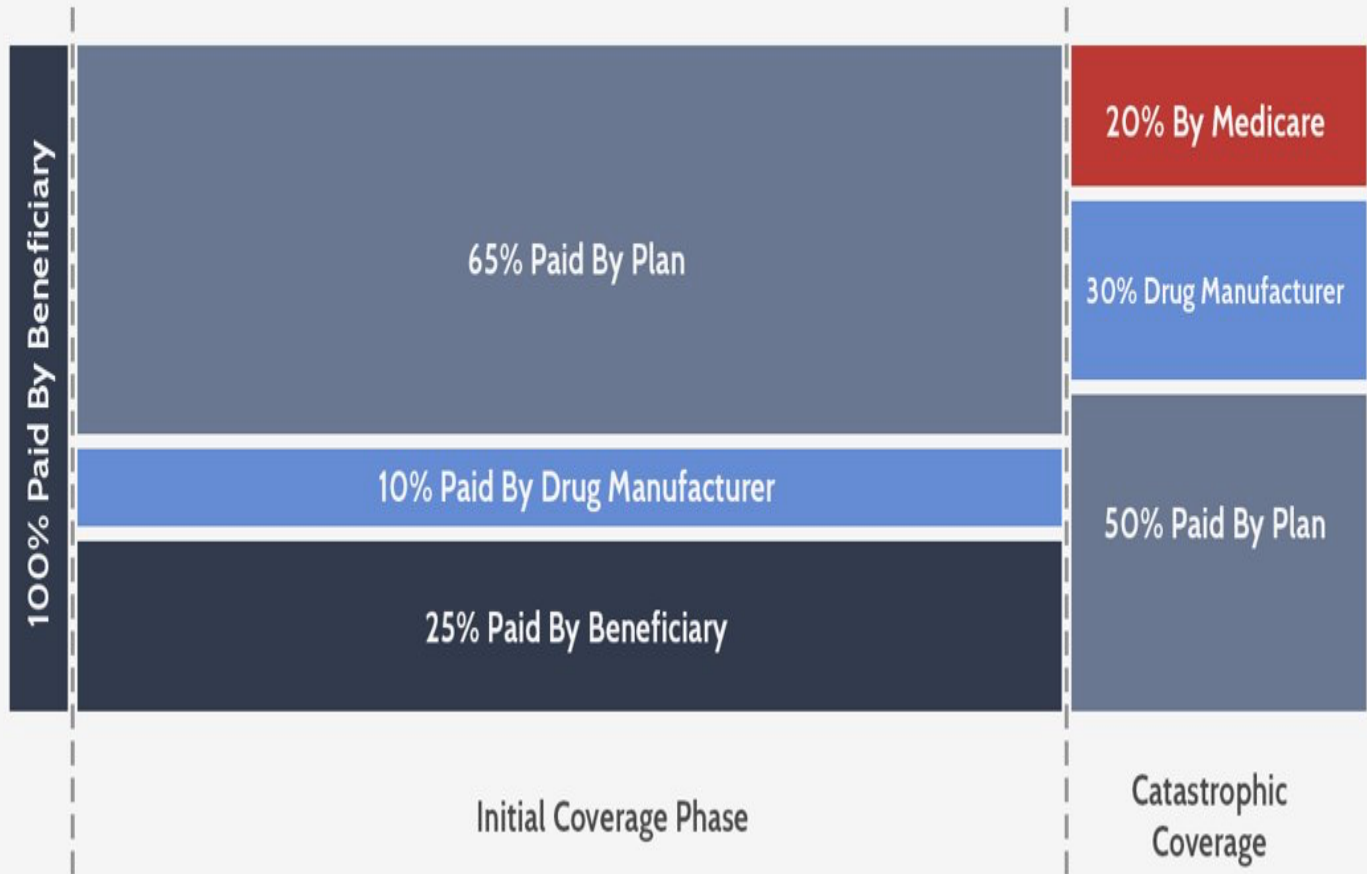 100% Paid By Beneficiary
65% Paid By Plan
10% Paid By Drug Manufacturer
25% Paid By Beneficiary
20% By Medicare
30% Drug Manufacturer
50% Paid By Plan
Initial Coverage Phase
Catastrophic
Coverage